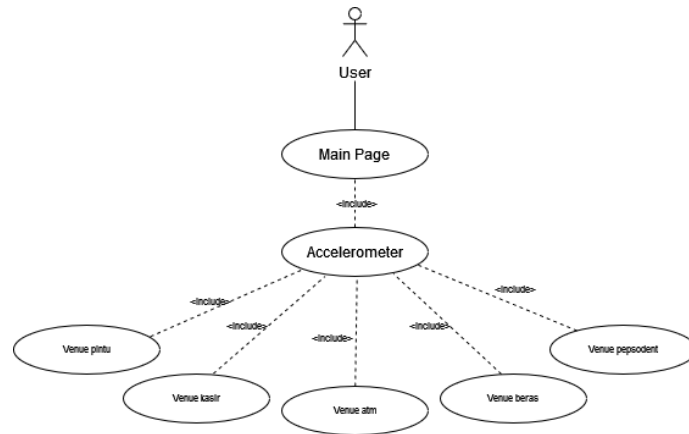 User
Main Page
<include>
Accelerometer
<include>
<include>
<include>
<include>
<include>
Venue pintu
Venue kasir
Venue atm
Venue beras
Venue pepsodent